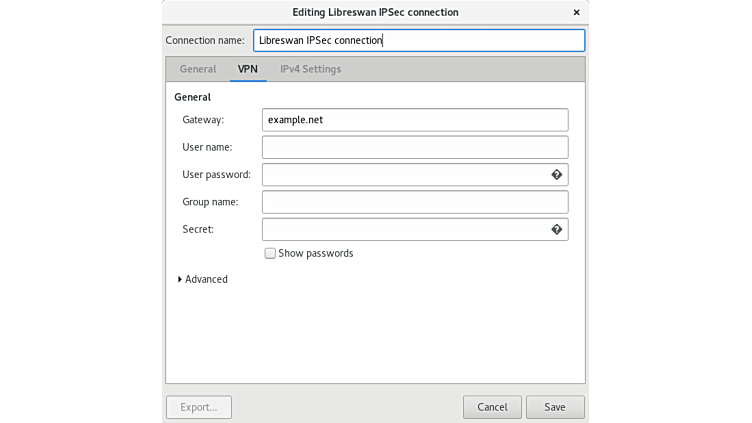 Editing Libreswan IPSec connection
Connection name: Libreswan IPSec connection
General VPN IPv4 Settings
General
Gateway: example.net
User name:
User password:
Group name:
Secret:
Show passwords
Advanced
Export... Cancel Save